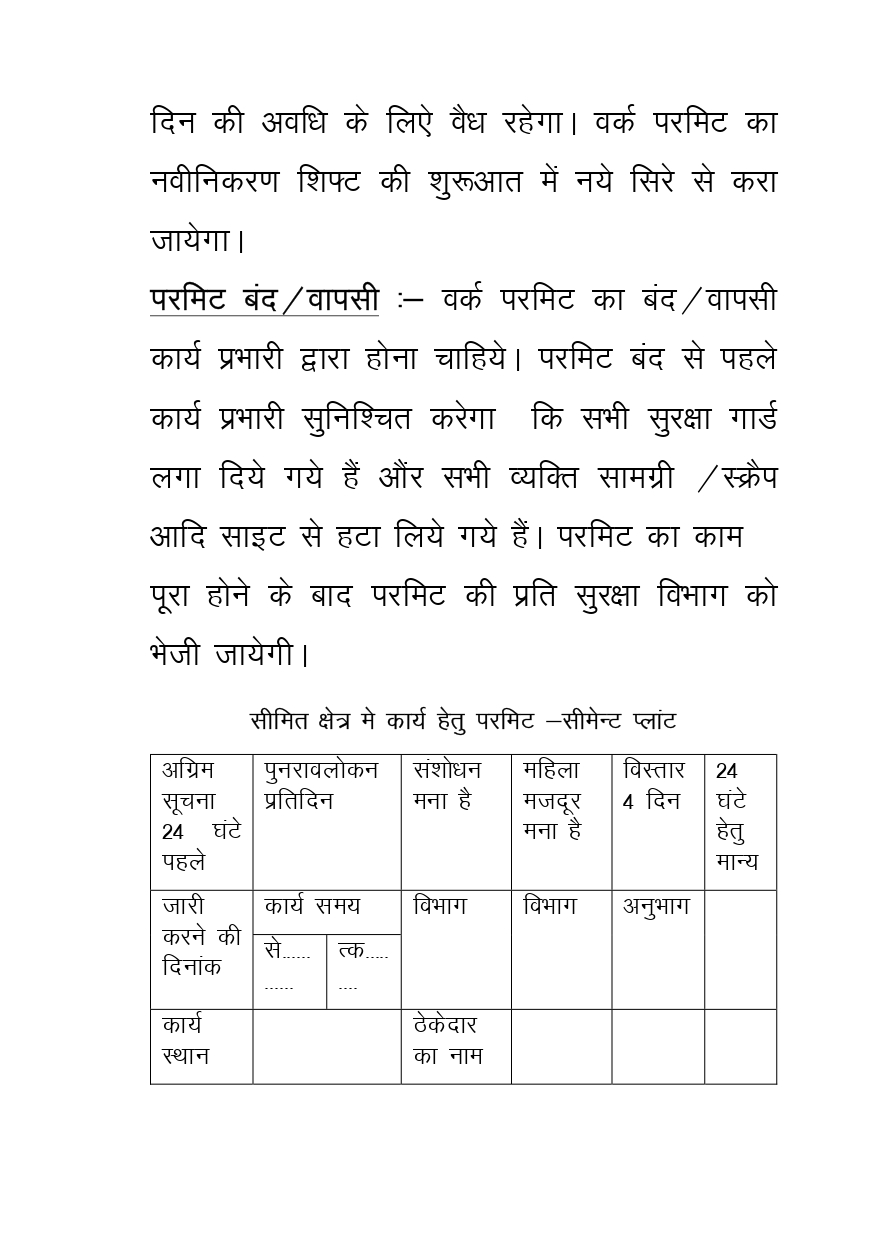 दिन की अवधि के लिऐ वैध रहेगा। वर्क परमिट का
नवीनिकरण शिफ्ट की शुरूआत में नये सिरे से करा
जायेगा।
परमिट बंद/वापसी :– वर्क परमिट का बंद/वापसी
कार्य प्रभारी द्वारा होना चाहिये। परमिट बंद से पहले
कार्य प्रभारी सुनिश्चित करेगा कि सभी सुरक्षा गार्ड
लगा दिये गये हैं औंर सभी व्यक्ति सामग्री /स्क्रैप
आदि साइट से हटा लिये गये हैं। परमिट का काम
पूरा होने के बाद परमिट की प्रति सुरक्षा विभाग को
भेजी जायेगी।
सीमित क्षेत्र मे कार्य हेतु परमिट –सीमेन्ट प्लांट
अग्रिम
सूचना
24 घंटे
पहले
पुनरावलोकन
प्रतिदिन
संशोधन
मना है
महिला
मजदूर
मना है
विस्तार
4 दिन
24
घंटे
हेतु
मान्य
जारी
करने की
दिनांक
कार्य समय
से......
......
त्क.....
....
विभाग
विभाग
अनुभाग
कार्य
स्थान
ठेकेदार
का नाम